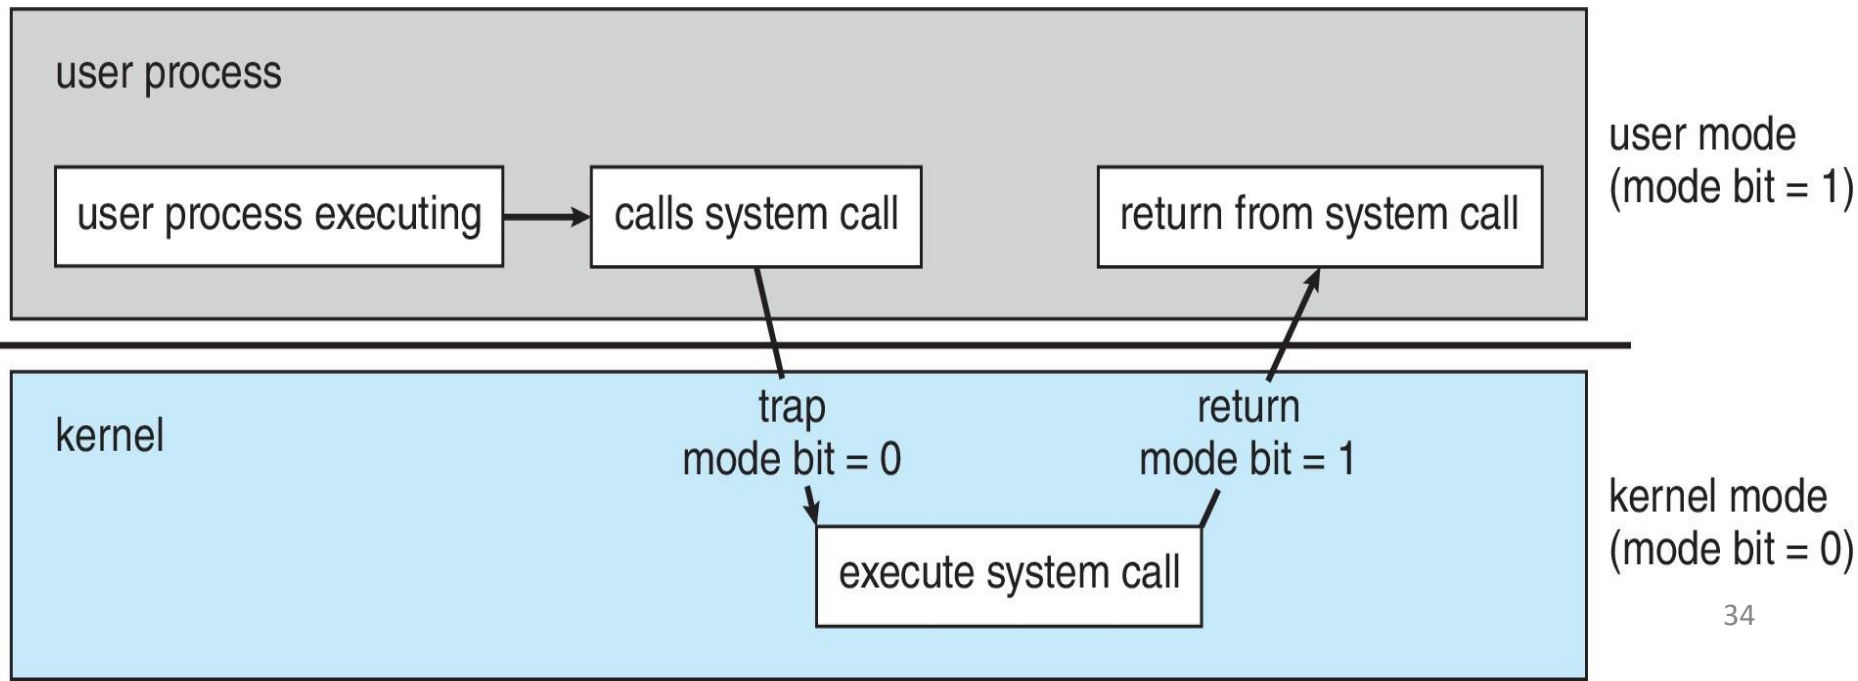 user process
user process executing
calls system call
return from system call
user mode
(mode bit = 1)
kernel
trap
mode bit = 0
return
mode bit = 1
execute system call
kernel mode
(mode bit = 0)
34